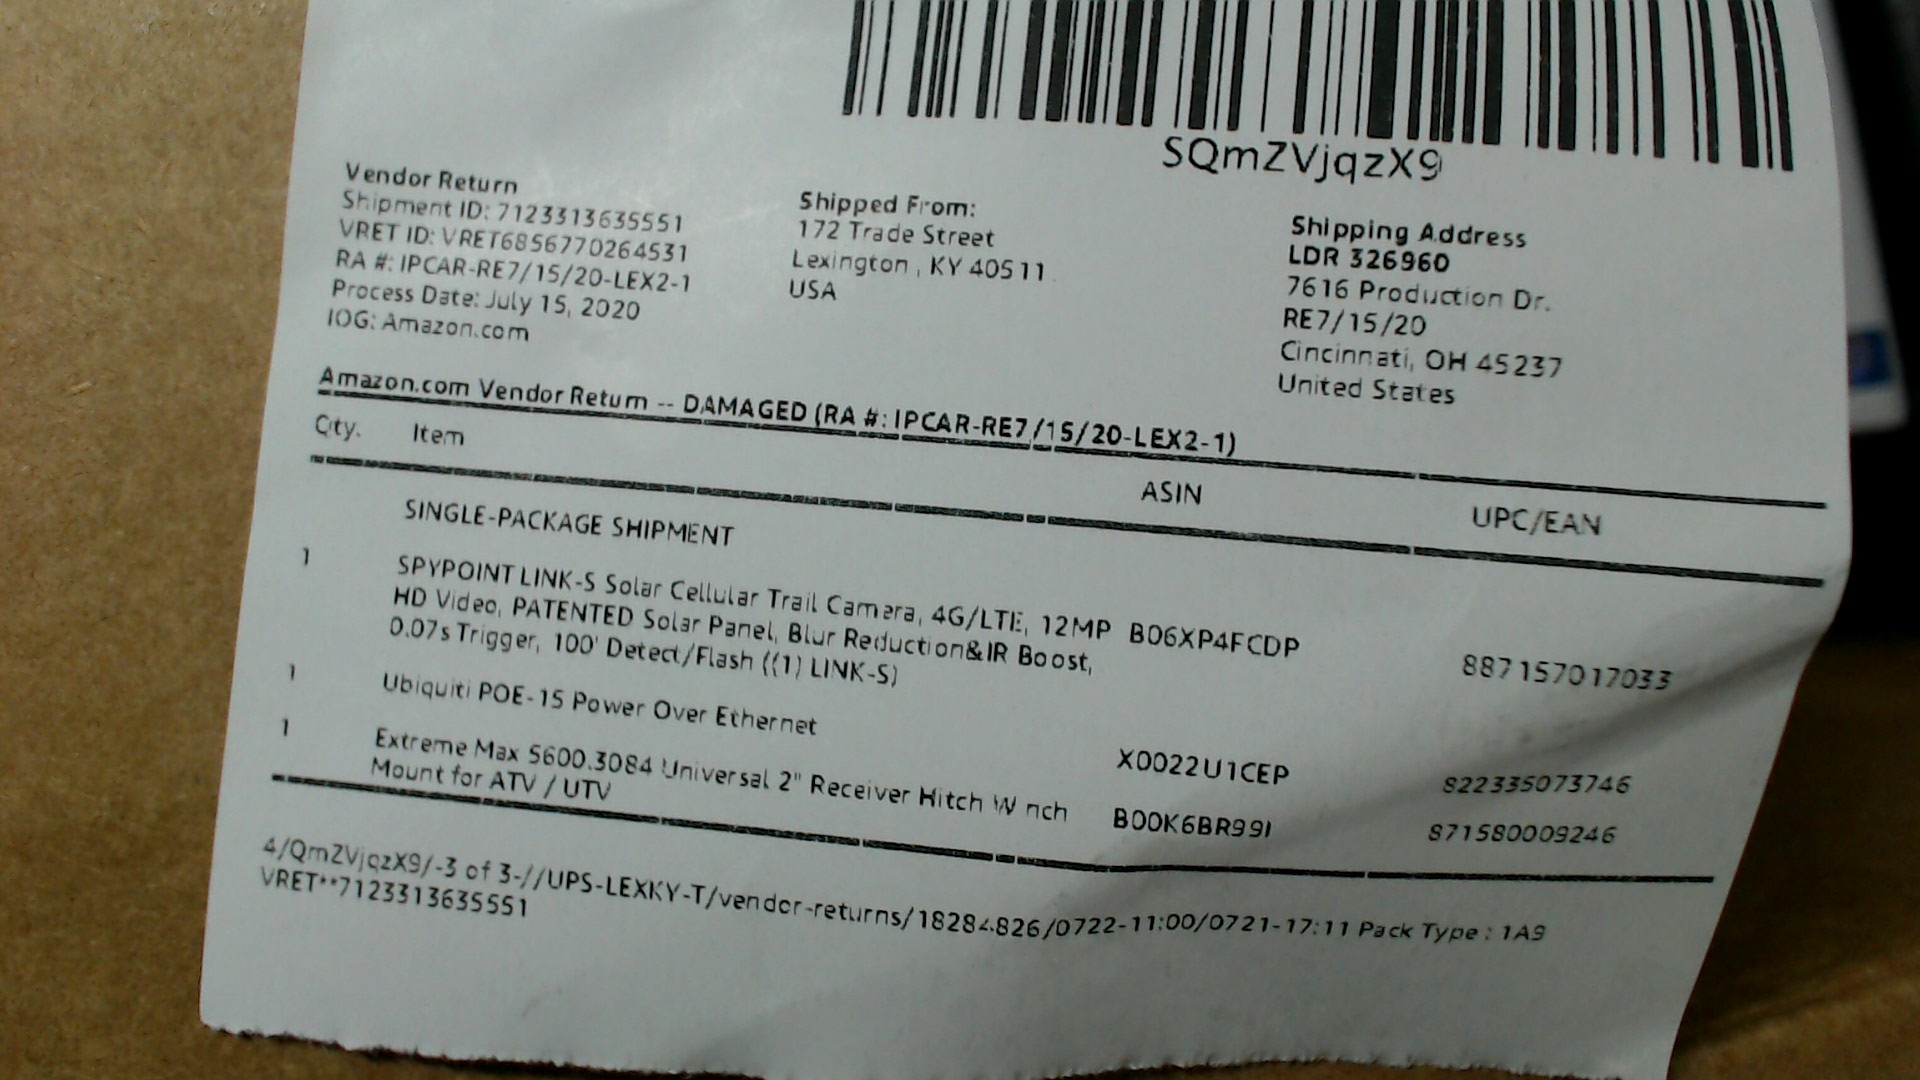 SQmZVjqzX9
Vendor Return
Shipment ID: 7123313635551
VRET ID: VRET6856770264531
RA #: IPCAR-RE7/15/20-LEX2-1
Process Date: July 15, 2020
IOG: Amazon.com
Shipped From:
172 Trade Street
Lexington , KY 40511
USA
Shipping Address
LDR 326960
7616 Production Dr.
RE7/15/20
Cincinnati, OH 45237
United States
Amazon.com Vendor Return -- DAMAGED (RA #: IPCAR-RE7/15/20-LEX2-1)
Qty. Item ASIN UPC/EAN
SINGLE-PACKAGE SHIPMENT
1 SPYPOINT LINK-S Solar Cellular Trail Camera, 4G/LTE, 12MP B06XP4FCDP 887157017033
HD Video, PATENTED Solar Panel, Blur Reduction&IR Boost,
0.07s Trigger, 100' Detect/Flash ((1) LINK-S)
1 Ubiquiti POE-15 Power Over Ethernet X0022U1CEP 822335073746
1 Extreme Max 5600.3084 Universal 2" Receiver Hitch Winch B00K6BR99I 871580009246
Mount for ATV / UTV
4/QmZVjqzX9/-3 of 3-//UPS-LEXKY-T/vendor-returns/18284826/0722-11:00/0721-17:11 Pack Type : 1A9
VRET**7123313635551